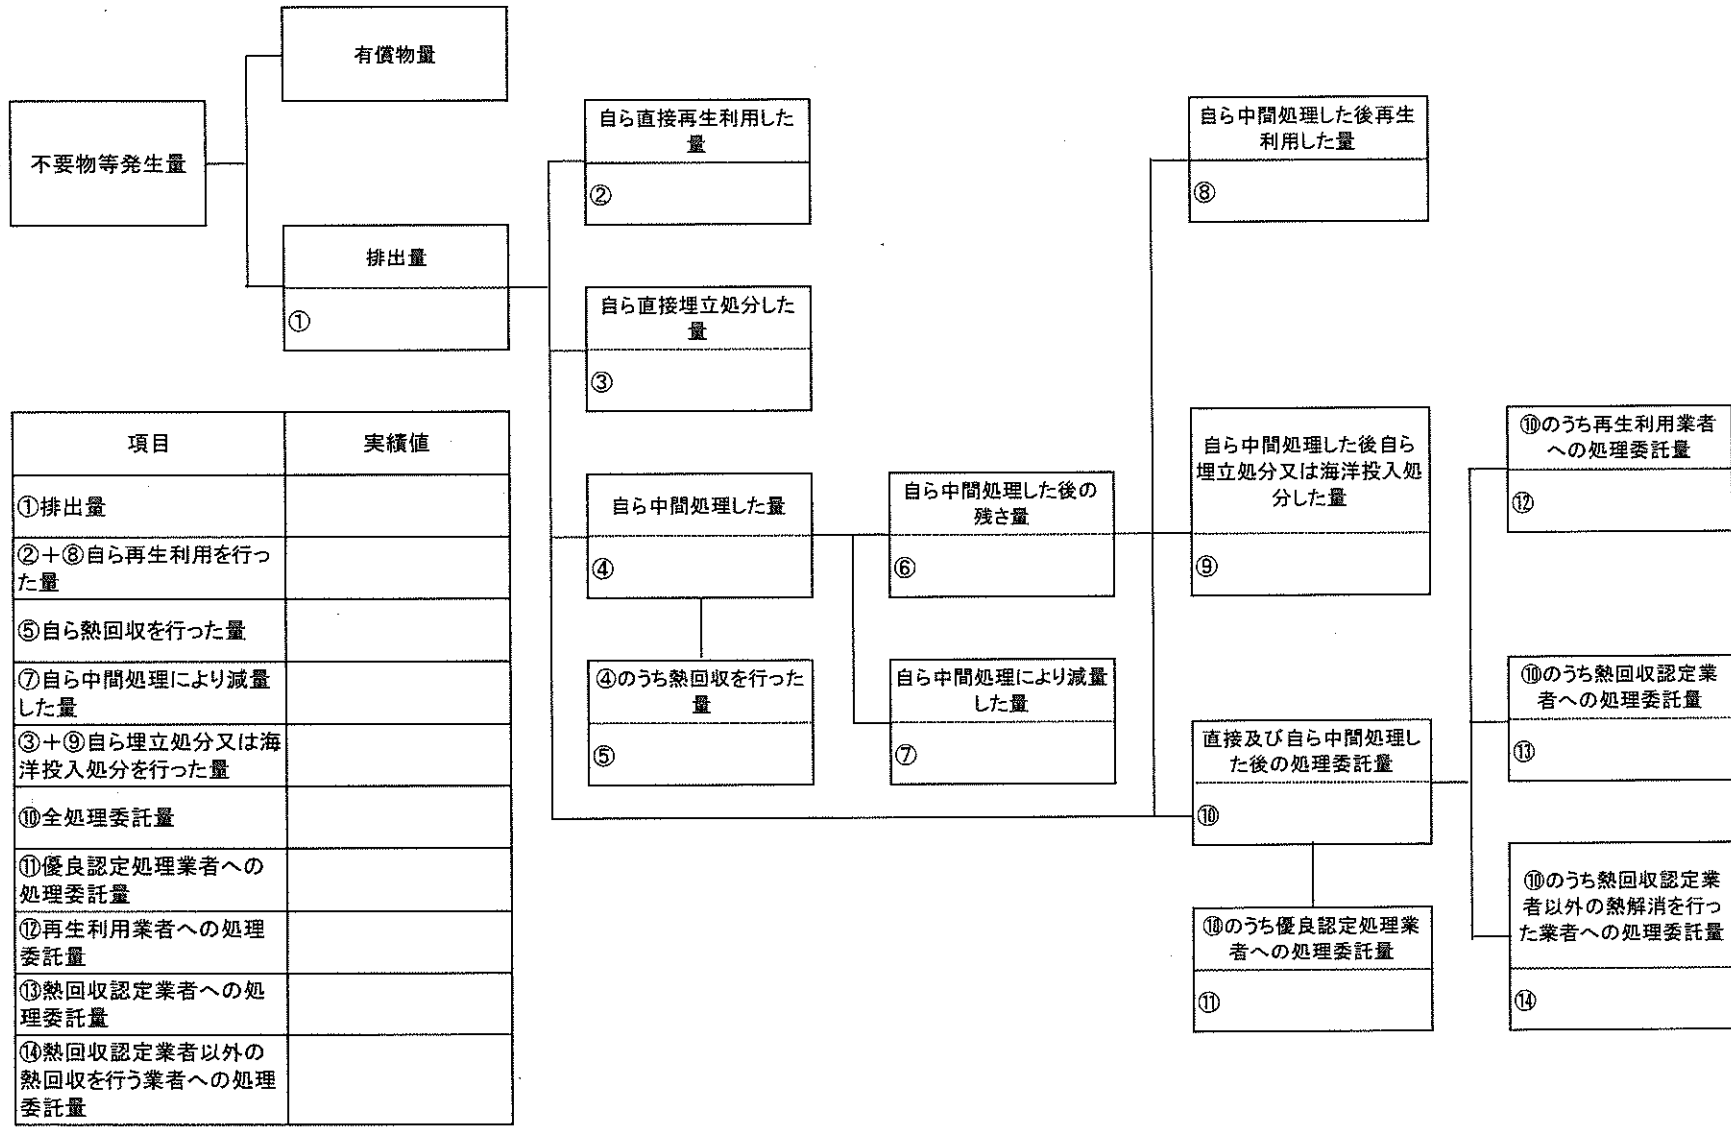 有償物量
不要物等発生量
排出量
①
自ら直接再生利用した
量
②
自ら直接埋立処分した
量
③
自ら中間処理した量
④
④のうち熱回収を行った
量
⑤
自ら中間処理した後の
残さ量
⑥
自ら中間処理により減量
した量
⑦
自ら中間処理した後再生
利用した量
⑧
自ら中間処理した後自ら
埋立処分又は海洋投入処
分した量
⑨
直接及び自ら中間処理し
た後の処理委託量
⑩
⑩のうち優良認定処理業
者への処理委託量
⑪
⑩のうち再生利用業者
への処理委託量
⑫
⑩のうち熱回収認定業
者への処理委託量
⑬
⑩のうち熱回収認定業
者以外の熱解消を行っ
た業者への処理委託量
⑭
項目
実績値
①排出量
②＋⑧自ら再生利用を行っ
た量
⑤自ら熱回収を行った量
⑦自ら中間処理により減量
した量
③＋⑨自ら埋立処分又は海
洋投入処分を行った量
⑩全処理委託量
⑪優良認定処理業者への
処理委託量
⑫再生利用業者への処理
委託量
⑬熱回収認定業者への処
理委託量
⑭熱回収認定業者以外の
熱回収を行う業者への処理
委託量